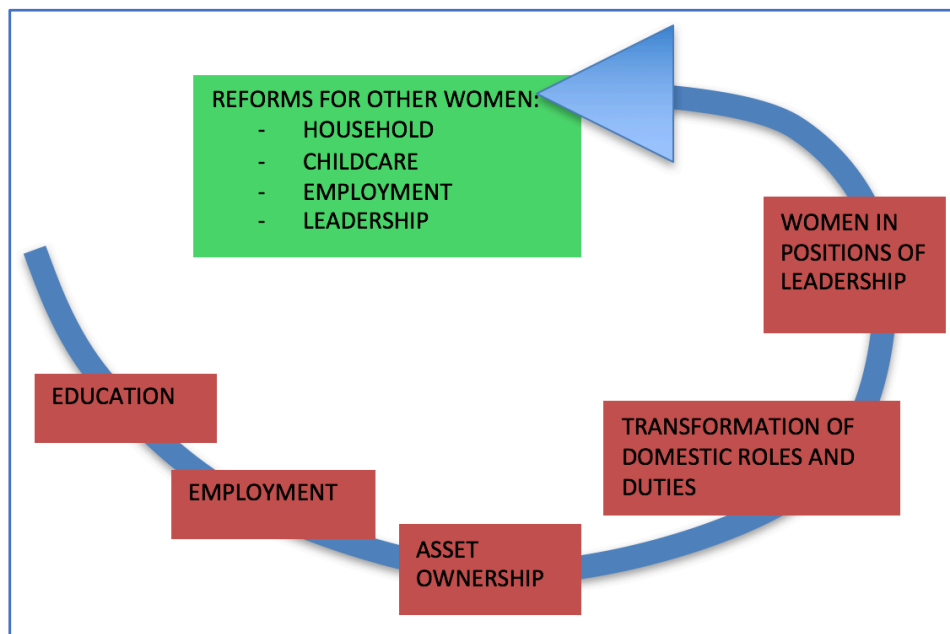 REFORMS FOR OTHER WOMEN:
- HOUSEHOLD
- CHILDCARE
- EMPLOYMENT
- LEADERSHIP
WOMEN IN
POSITIONS OF
LEADERSHIP
EDUCATION
TRANSFORMATION OF
DOMESTIC ROLES AND
DUTIES
EMPLOYMENT
ASSET
OWNERSHIP